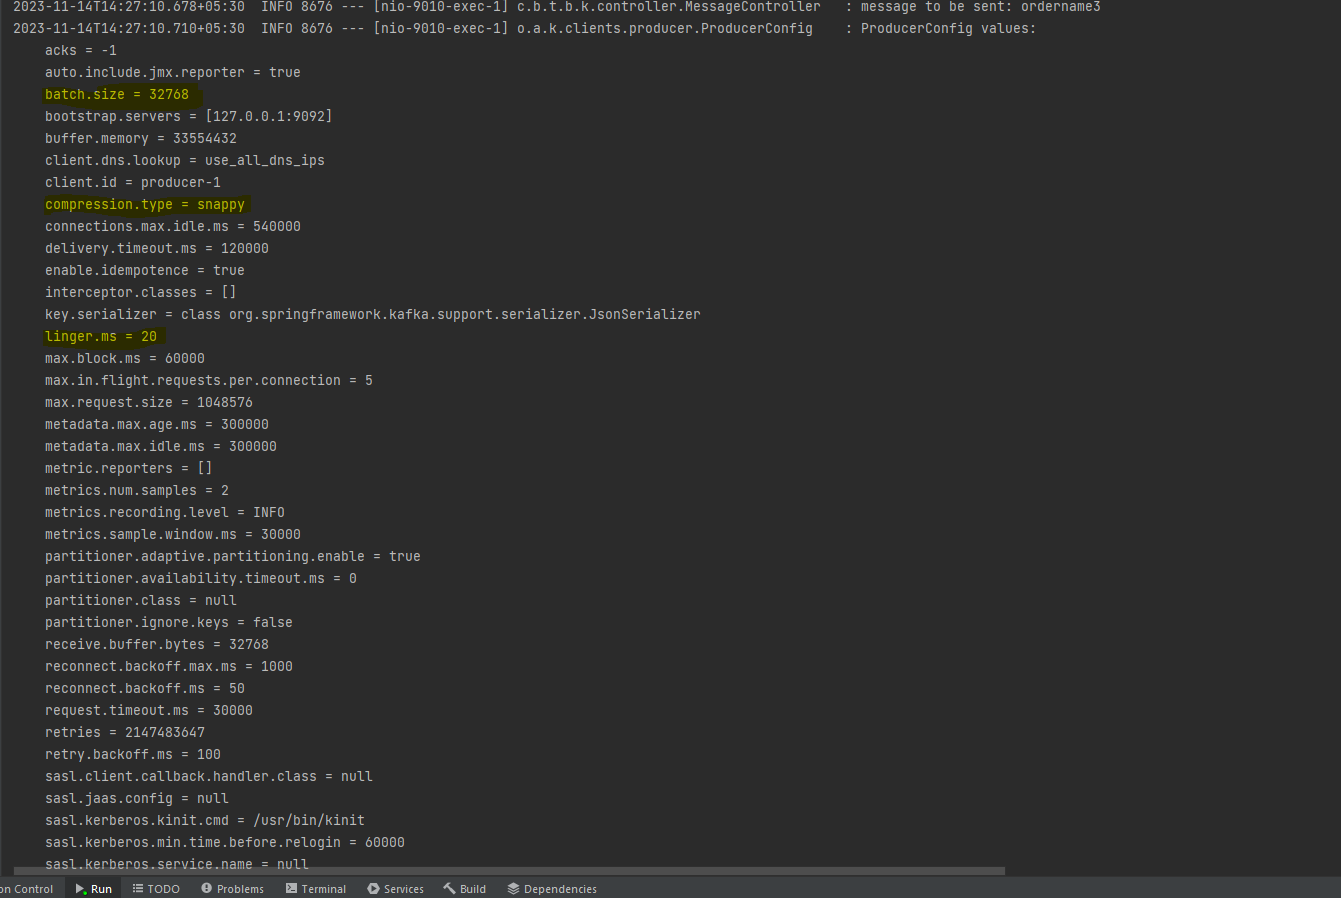 2023-11-14T14:27:10.678+05:30  INFO 8676 --- [nio-9010-exec-1] c.b.t.b.k.controller.MessageController   : message to be sent: ordername3
2023-11-14T14:27:10.710+05:30  INFO 8676 --- [nio-9010-exec-1] o.a.k.clients.producer.ProducerConfig    : ProducerConfig values:
acks = -1
auto.include.jmx.reporter = true
batch.size = 32768
bootstrap.servers = [127.0.0.1:9092]
buffer.memory = 33554432
client.dns.lookup = use_all_dns_ips
client.id = producer-1
compression.type = snappy
connections.max.idle.ms = 540000
delivery.timeout.ms = 120000
enable.idempotence = true
interceptor.classes = []
key.serializer = class org.springframework.kafka.support.serializer.JsonSerializer
linger.ms = 20
max.block.ms = 60000
max.in.flight.requests.per.connection = 5
max.request.size = 1048576
metadata.max.age.ms = 300000
metadata.max.idle.ms = 300000
metric.reporters = []
metrics.num.samples = 2
metrics.recording.level = INFO
metrics.sample.window.ms = 30000
partitioner.adaptive.partitioning.enable = true
partitioner.availability.timeout.ms = 0
partitioner.class = null
partitioner.ignore.keys = false
receive.buffer.bytes = 32768
reconnect.backoff.max.ms = 1000
reconnect.backoff.ms = 50
request.timeout.ms = 30000
retries = 2147483647
retry.backoff.ms = 100
sasl.client.callback.handler.class = null
sasl.jaas.config = null
sasl.kerberos.kinit.cmd = /usr/bin/kinit
sasl.kerberos.min.time.before.relogin = 60000
sasl.kerberos.service.name = null
on Control Run TODO Problems Terminal Services Build Dependencies